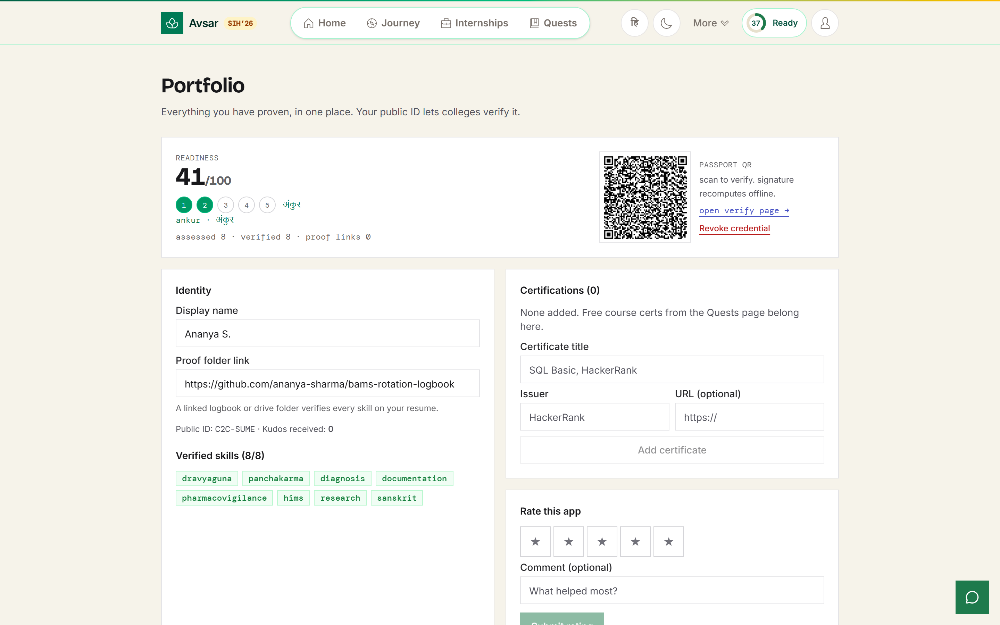 Avsar SIH’26 Home Journey Internships Quests हि More 37 Ready
Portfolio
Everything you have proven, in one place. Your public ID lets colleges verify it.
READINESS
41/100
1 2 3 4 5 अंकुर
ankur · अंकुर
assessed 8 · verified 8 · proof links 0
PASSPORT QR
scan to verify. signature
recomputes offline.
open verify page →
Revoke credential
Identity
Display name
Ananya S.
Proof folder link
https://github.com/ananya-sharma/bams-rotation-logbook
A linked logbook or drive folder verifies every skill on your resume.
Public ID: C2C-SUME · Kudos received: 0
Verified skills (8/8)
dravyaguna panchakarma diagnosis documentation
pharmacovigilance hims research sanskrit
Certifications (0)
None added. Free course certs from the Quests page belong
here.
Certificate title
SQL Basic, HackerRank
Issuer URL (optional)
HackerRank https://
Add certificate
Rate this app
★ ★ ★ ★ ★
Comment (optional)
What helped most?
Submit rating